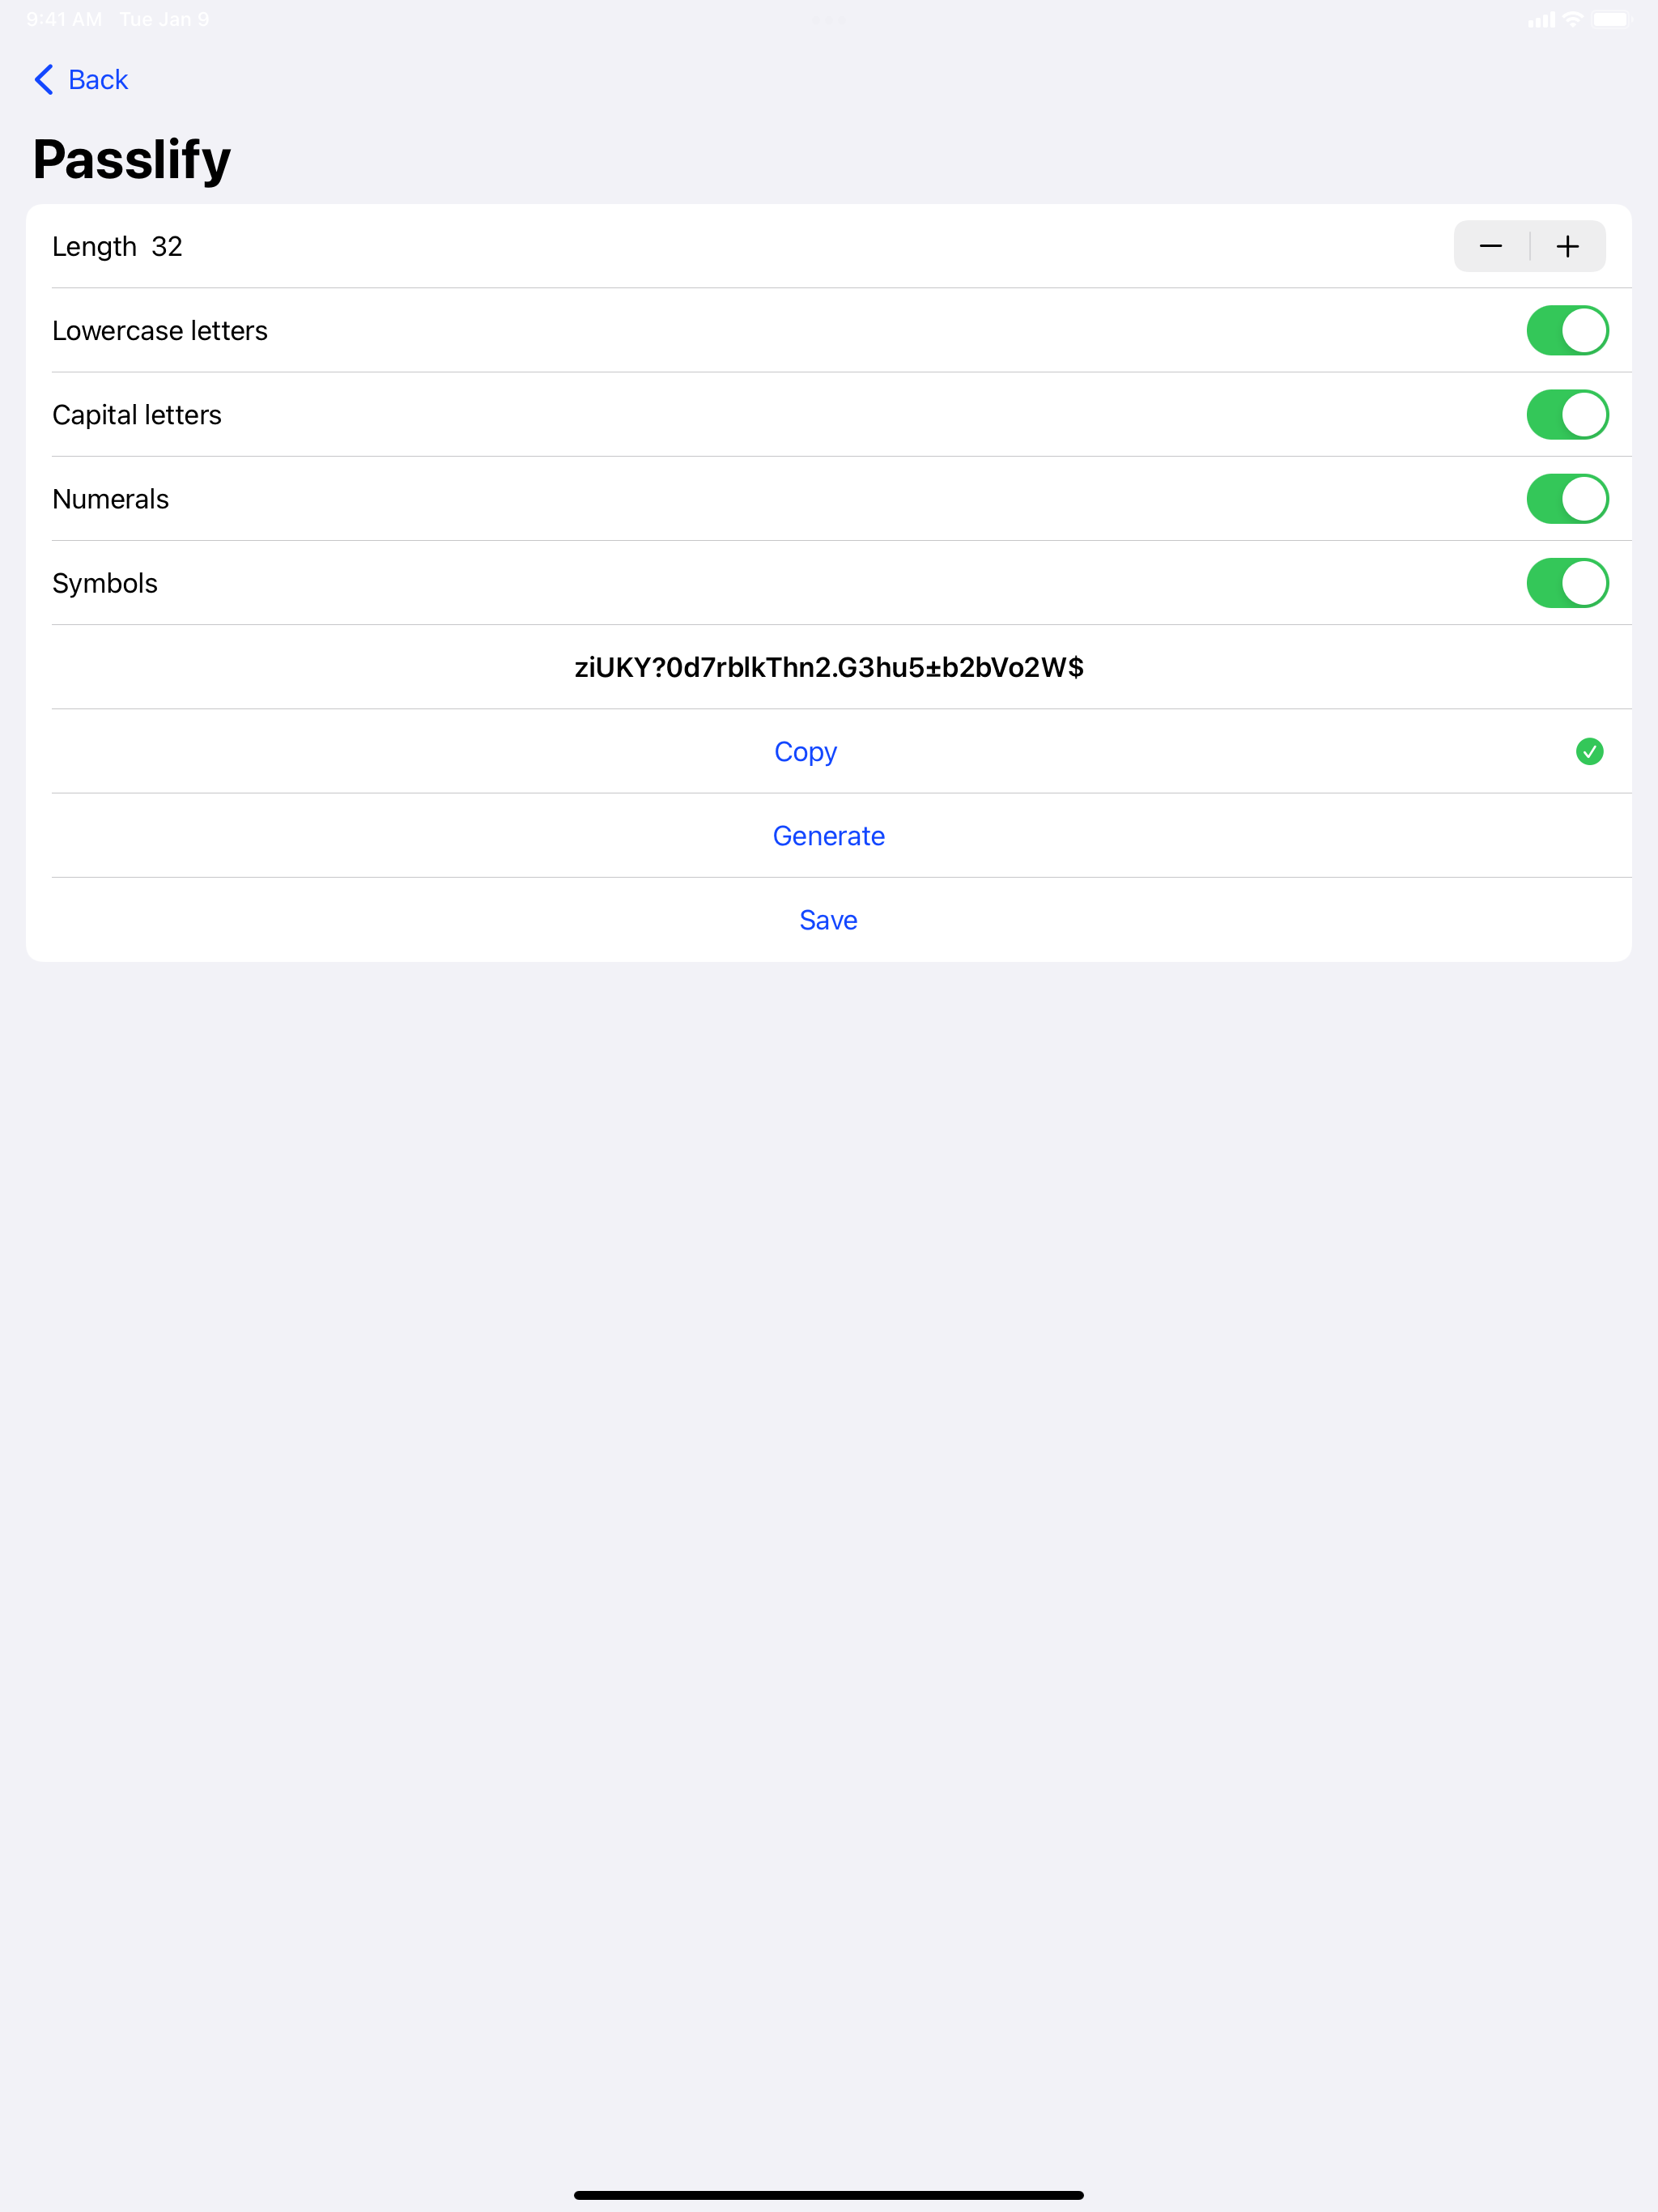 9:41 AM Tue Jan 9
Back
Passlify
Length 32
Lowercase letters
Capital letters
Numerals
Symbols
ziUKY?0d7rblkThn2.G3hu5±b2bVo2W$
Copy
Generate
Save